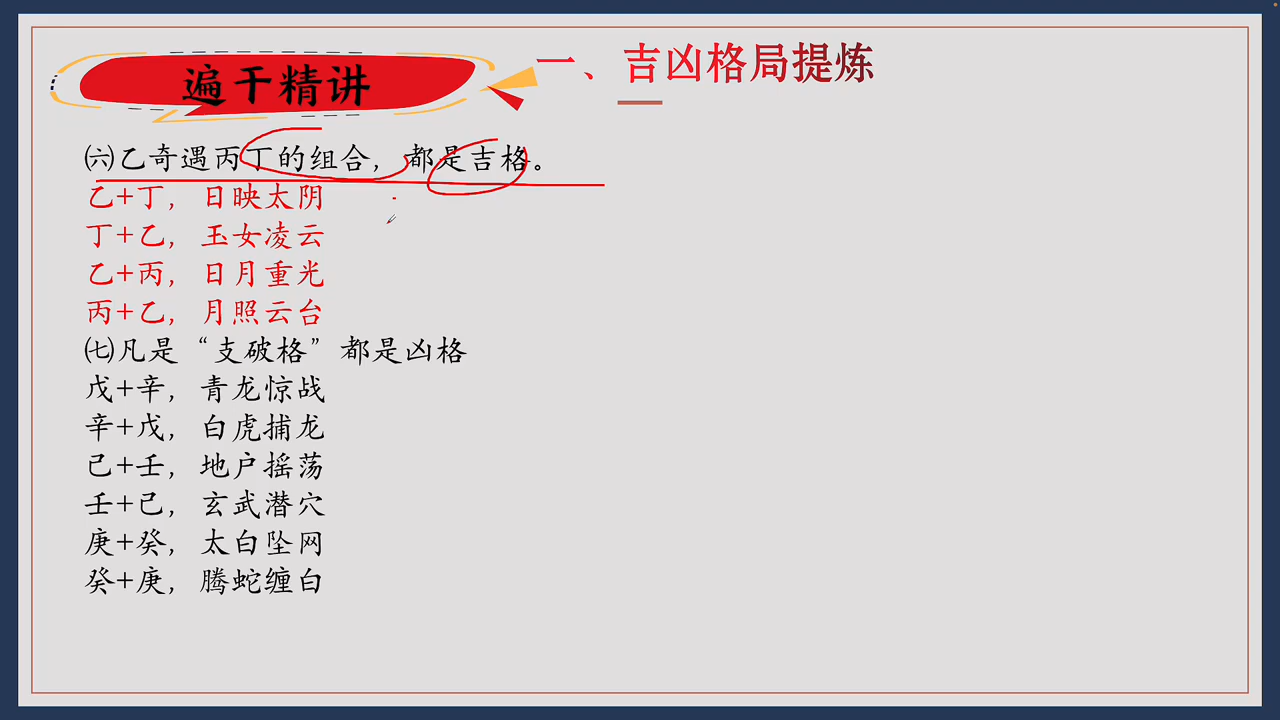 遍干精讲
一、吉凶格局提炼
㈥乙奇遇丙丁的组合，都是吉格。
乙+丁，日映太阴
丁+乙，玉女凌云
乙+丙，日月重光
丙+乙，月照云台
㈦凡是“支破格”都是凶格
戊+辛，青龙惊战
辛+戊，白虎捕龙
己+壬，地户摇荡
壬+己，玄武潜穴
庚+癸，太白坠网
癸+庚，腾蛇缠白